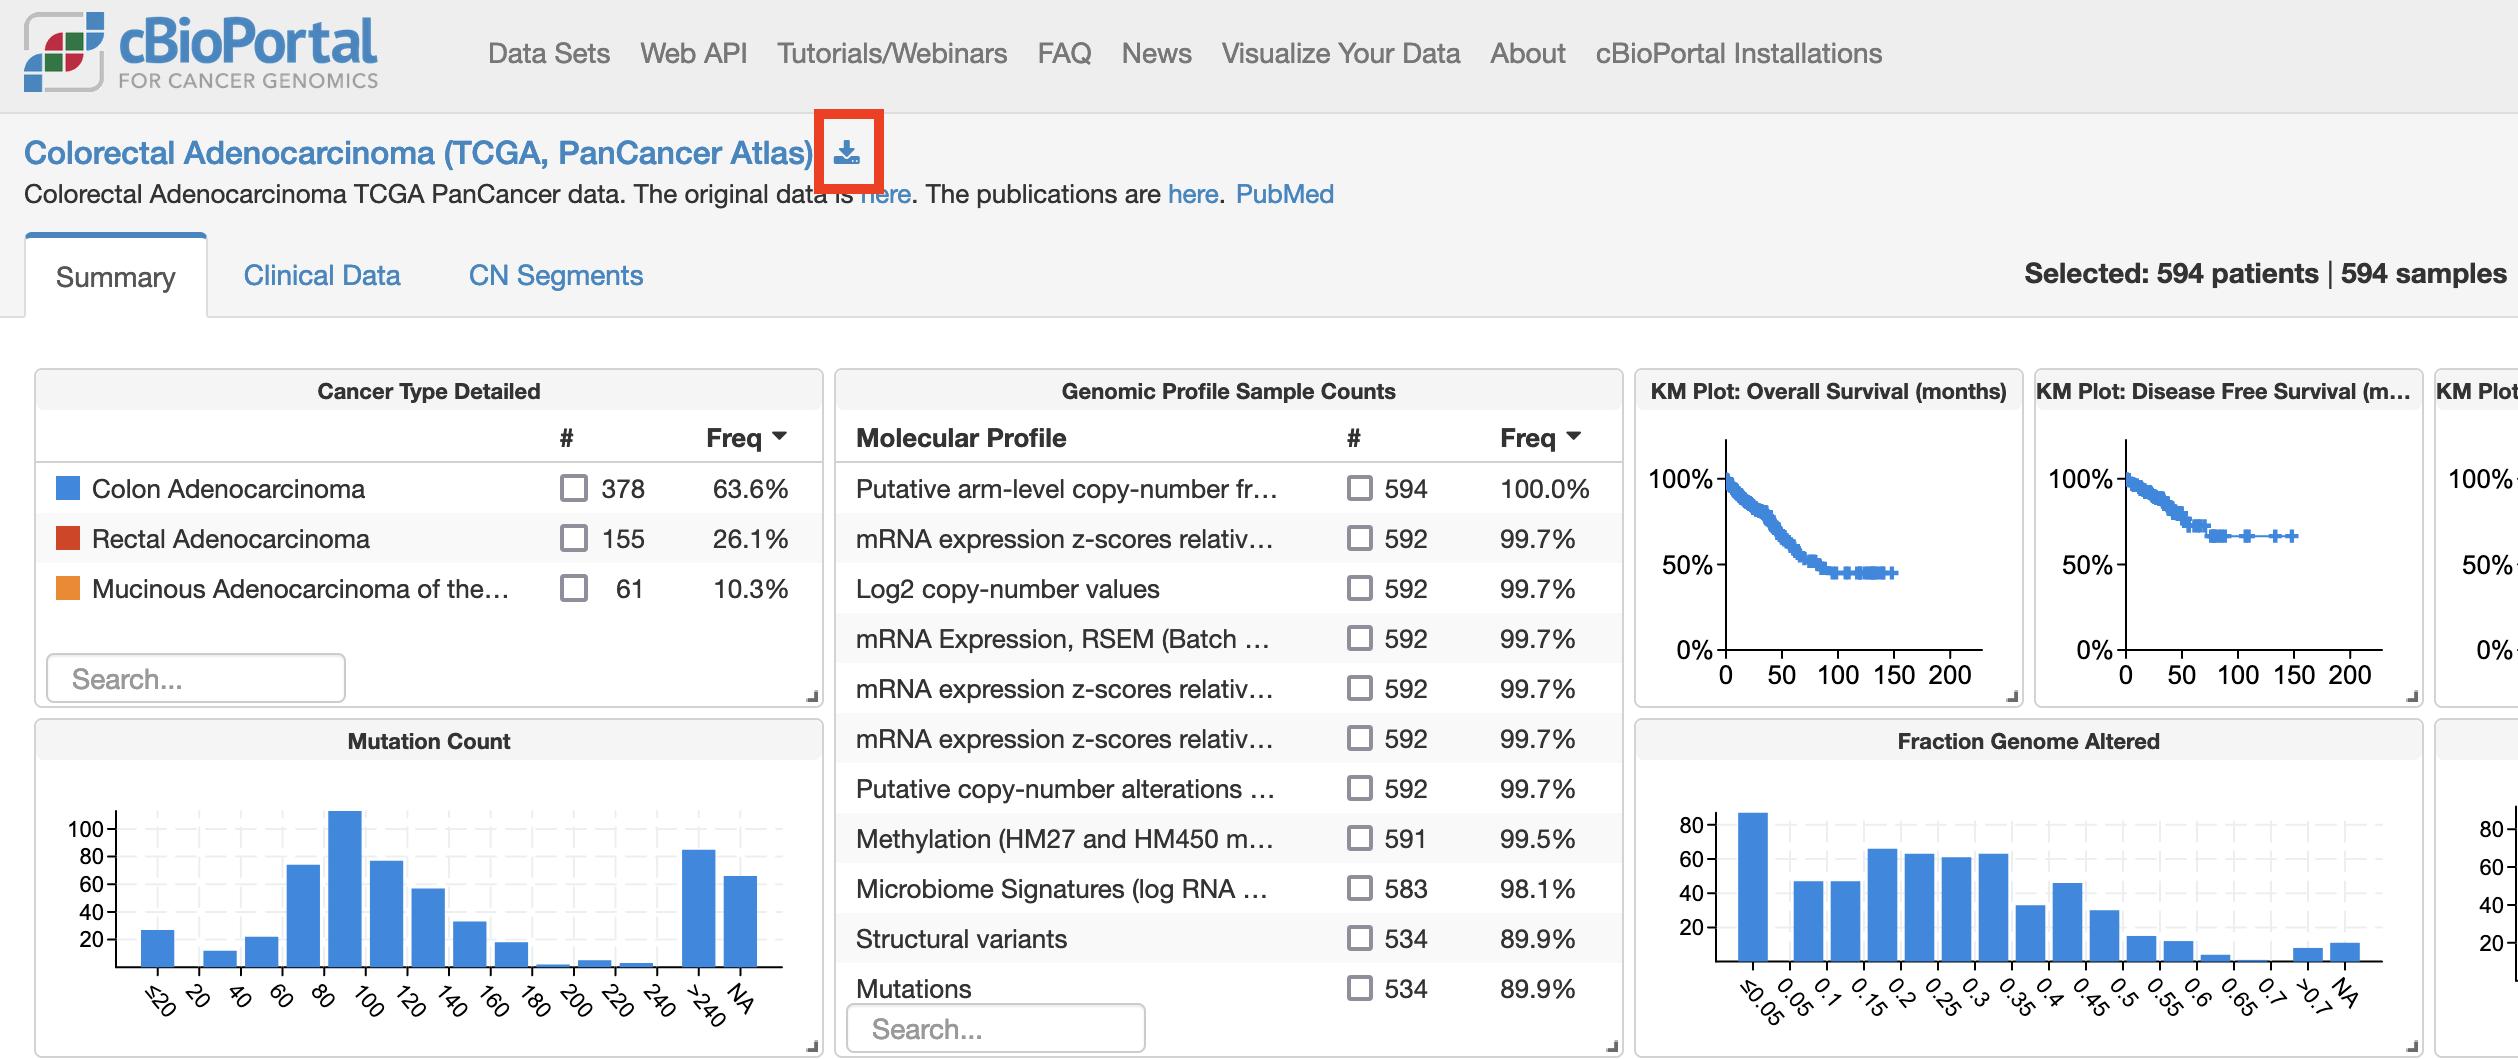 cBioPortal
FOR CANCER GENOMICS
Data Sets Web API Tutorials/Webinars FAQ News Visualize Your Data About cBioPortal Installations
Colorectal Adenocarcinoma (TCGA, PanCancer Atlas)
Colorectal Adenocarcinoma TCGA PanCancer data. The original data is here. The publications are here. PubMed
Summary Clinical Data CN Segments
Selected: 594 patients | 594 samples
Cancer Type Detailed
# Freq
Colon Adenocarcinoma 378 63.6%
Rectal Adenocarcinoma 155 26.1%
Mucinous Adenocarcinoma of the... 61 10.3%
Search...
Genomic Profile Sample Counts
Molecular Profile # Freq
Putative arm-level copy-number fr... 594 100.0%
mRNA expression z-scores relativ... 592 99.7%
Log2 copy-number values 592 99.7%
mRNA Expression, RSEM (Batch ... 592 99.7%
mRNA expression z-scores relativ... 592 99.7%
mRNA expression z-scores relativ... 592 99.7%
Putative copy-number alterations ... 592 99.7%
Methylation (HM27 and HM450 m... 591 99.5%
Microbiome Signatures (log RNA ... 583 98.1%
Structural variants 534 89.9%
Mutations 534 89.9%
Search...
KM Plot: Overall Survival (months)
100%
50%
0%
0 50 100 150 200
KM Plot: Disease Free Survival (m...
100%
50%
0%
0 50 100 150 200
KM Plot
100%
50%
0%
Mutation Count
100
80
60
40
20
≤20 20 40 60 80 100 120 140 160 180 200 220 240 >240 NA
Fraction Genome Altered
80
60
40
20
≤0.05 0.05 0.1 0.15 0.2 0.25 0.3 0.35 0.4 0.45 0.5 0.55 0.6 0.65 0.7 >0.7 NA
80
60
40
20